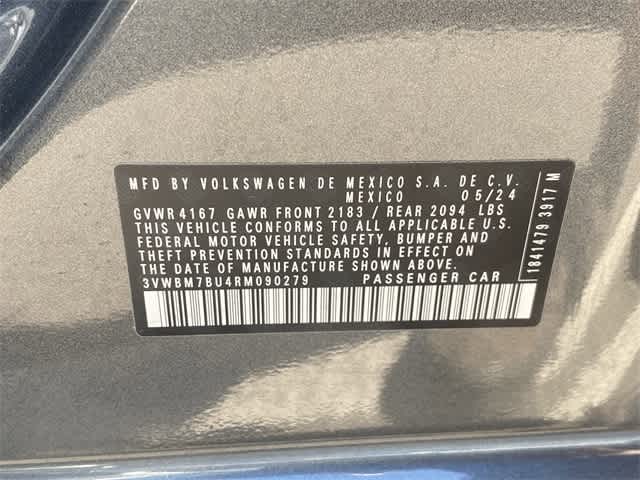 MFD BY VOLKSWAGEN DE MEXICO S.A. DE C.V.
MEXICO 05/24
GVWR 4167 GAWR FRONT 2183 / REAR 2094 LBS
THIS VEHICLE CONFORMS TO ALL APPLICABLE U.S.
FEDERAL MOTOR VEHICLE SAFETY, BUMPER AND
THEFT PREVENTION STANDARDS IN EFFECT ON
THE DATE OF MANUFACTURE SHOWN ABOVE.
3VWBM7BU4RM090279 PASSENGER CAR
1841479 3917 M